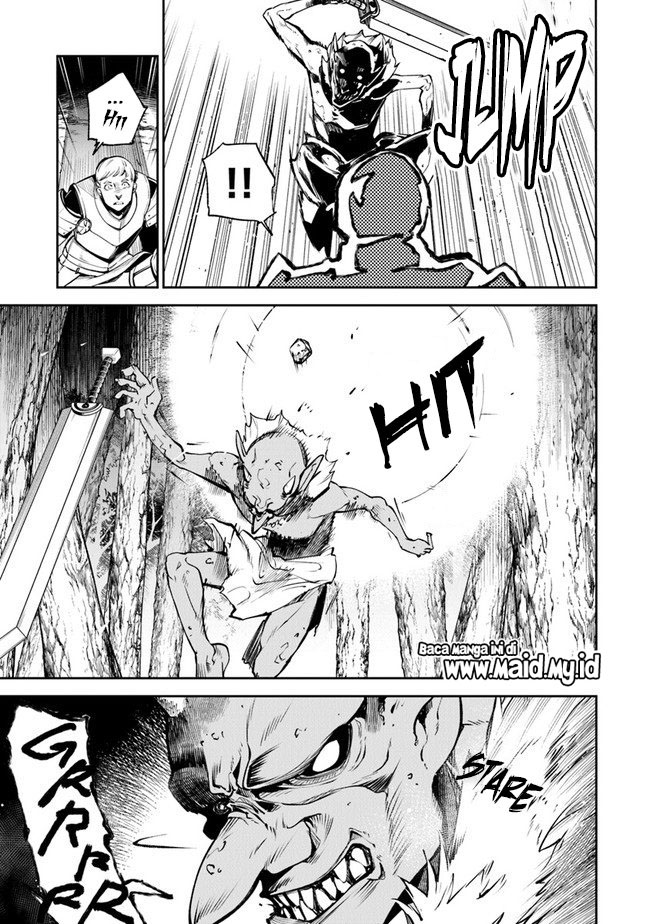 JUMP
!!
...
HII
HIT
Baca Manga ini di
www.Maid.My.id
STARE
GRRRRR